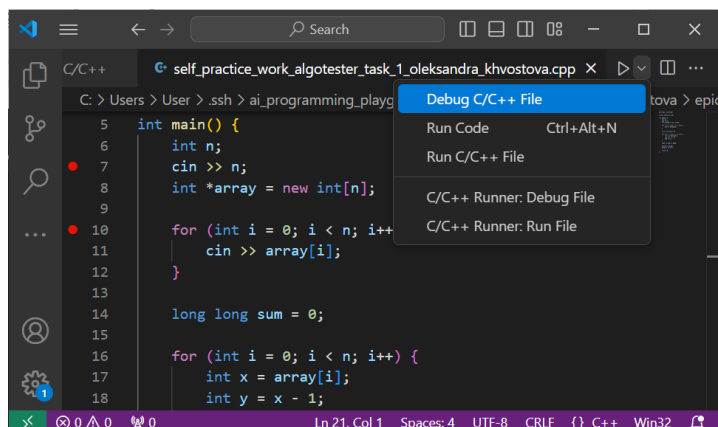 Search
C/C++
self_practice_work_algotester_task_1_oleksandra_khvostova.cpp
C: > Users > User > .ssh > ai_programming_playg
tova > epic
Debug C/C++ File
Run Code Ctrl+Alt+N
Run C/C++ File
C/C++ Runner: Debug File
C/C++ Runner: Run File
5 int main() {
6 int n;
7 cin >> n;
8 int *array = new int[n];
9
10 for (int i = 0; i < n; i++
11 cin >> array[i];
12 }
13
14 long long sum = 0;
15
16 for (int i = 0; i < n; i++) {
17 int x = array[i];
18 int y = x - 1;
1
0 0 0 Ln 21, Col 1 Spaces: 4 UTF-8 CRLF {} C++ Win32